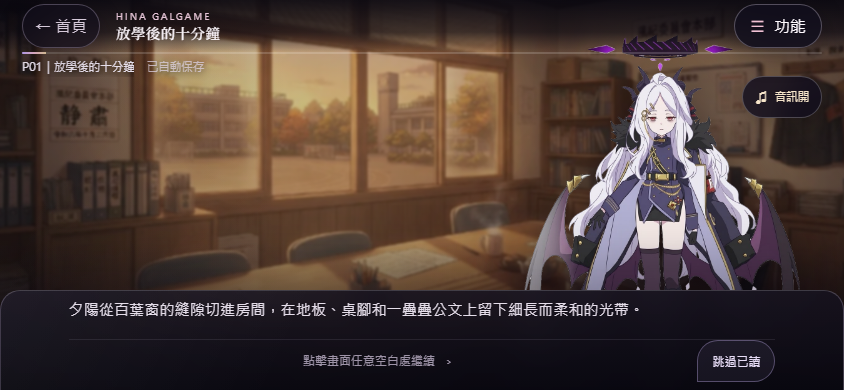 ← 首頁
HINA GALGAME
放學後的十分鐘
☰ 功能
P01 | 放學後的十分鐘 已自動保存
♫ 音訊開
靜肅
夕陽從百葉窗的縫隙切進房間，在地板、桌腳和一疊疊公文上留下細長而柔和的光帶。
點擊畫面任意空白處繼續 ›
跳過已讀